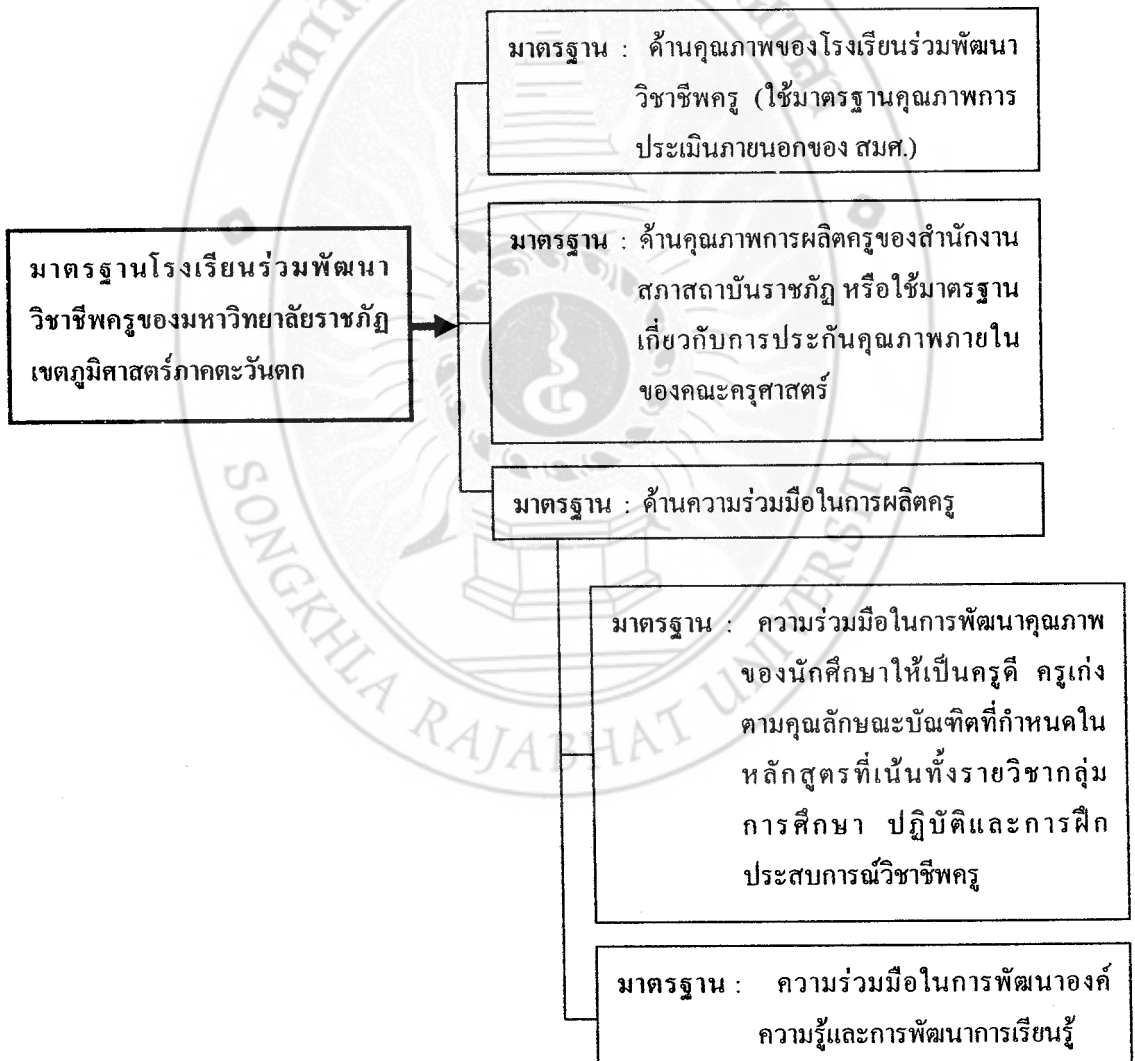 มาตรฐาน : ด้านคุณภาพของโรงเรียนร่วมพัฒนา
วิชาชีพครู (ใช้มาตรฐานคุณภาพการ
ประเมินภายนอกของ สมศ.)
มาตรฐานโรงเรียนร่วมพัฒนา
วิชาชีพครูของมหาวิทยาลัยราชภัฏ
เขตภูมิศาสตร์ภาคตะวันตก
มาตรฐาน : ด้านคุณภาพการผลิตครูของสำนักงาน
สภาสถาบันราชภัฏ หรือใช้มาตรฐาน
เกี่ยวกับการประกันคุณภาพภายใน
ของคณะครุศาสตร์
มาตรฐาน : ด้านความร่วมมือในการผลิตครู
มาตรฐาน : ความร่วมมือในการพัฒนาคุณภาพ
ของนักศึกษาให้เป็นครูดี ครูเก่ง
ตามคุณลักษณะบัณฑิตที่กำหนดใน
หลักสูตรที่เน้นทั้งรายวิชากลุ่ม
การศึกษา ปฏิบัติและการฝึก
ประสบการณ์วิชาชีพครู
มาตรฐาน : ความร่วมมือในการพัฒนาองค์
ความรู้และการพัฒนาการเรียนรู้
SONGKHLA RAJABHAT UNIVERSITY